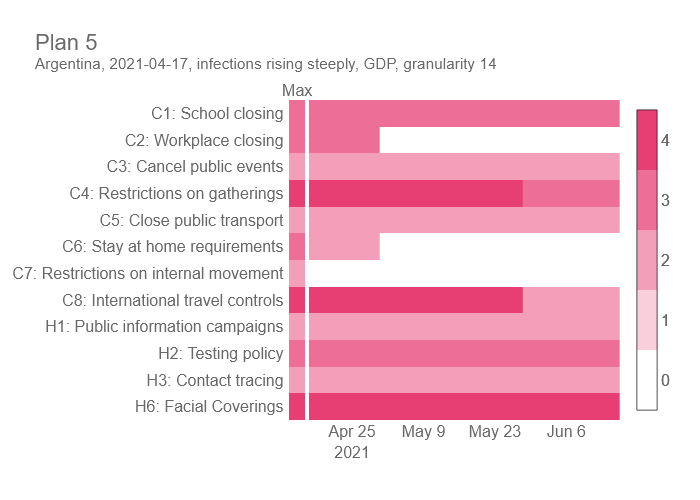 Plan 5
Argentina, 2021-04-17, infections rising steeply, GDP, granularity 14
Max
C1: School closing
C2: Workplace closing
C3: Cancel public events
C4: Restrictions on gatherings
C5: Close public transport
C6: Stay at home requirements
C7: Restrictions on internal movement
C8: International travel controls
H1: Public information campaigns
H2: Testing policy
H3: Contact tracing
H6: Facial Coverings
4
3
2
1
0
Apr 25 May 9 May 23 Jun 6
2021